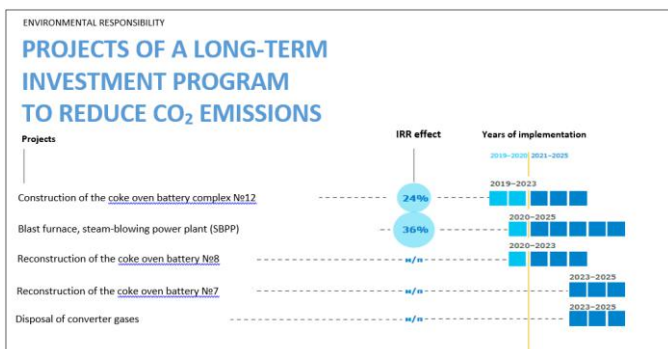 ENVIRONMENTAL RESPONSIBILITY
PROJECTS OF A LONG-TERM
INVESTMENT PROGRAM
TO REDUCE CO₂ EMISSIONS
Projects
IRR effect
Years of implementation
2019–2020 2021–2025
2019–2023
Construction of the coke oven battery complex №12
24%
2020–2025
Blast furnace, steam-blowing power plant (SBPP)
36%
2020–2023
Reconstruction of the coke oven battery №8
н/п
2023–2025
Reconstruction of the coke oven battery №7
н/п
2023–2025
Disposal of converter gases
н/п